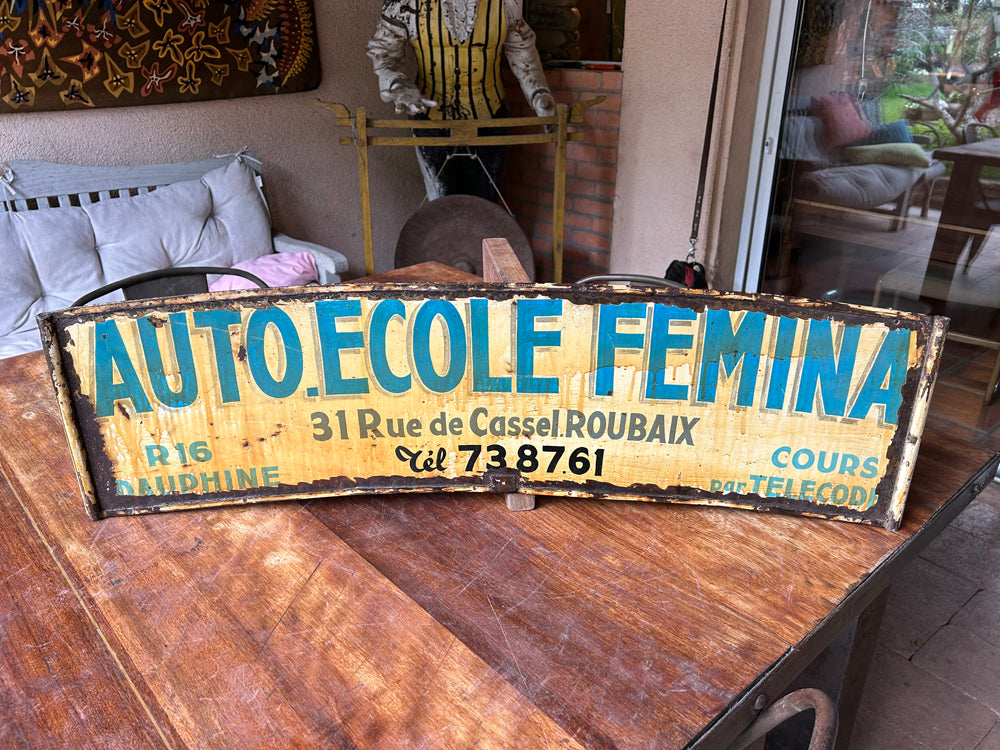 AUTO.ECOLE FEMINA
31 Rue de Cassel.ROUBAIX
Tél 73.87.61
R16
DAUPHINE
COURS
par TELECODE